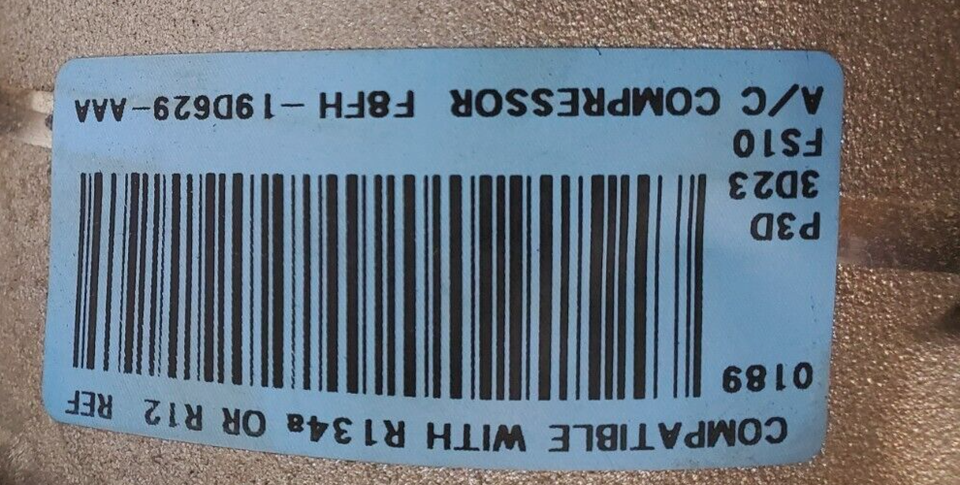 A/C COMPRESSOR F8FH-19D629-AAA
FS10
3D23
P3D
0189
COMPATIBLE WITH R134a OR R12 REF